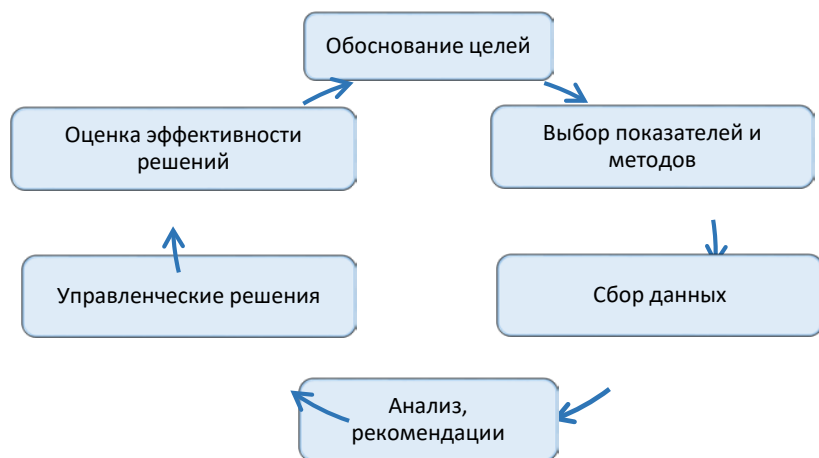 Обоснование целей
Выбор показателей и
методов
Сбор данных
Анализ,
рекомендации
Управленческие решения
Оценка эффективности
решений